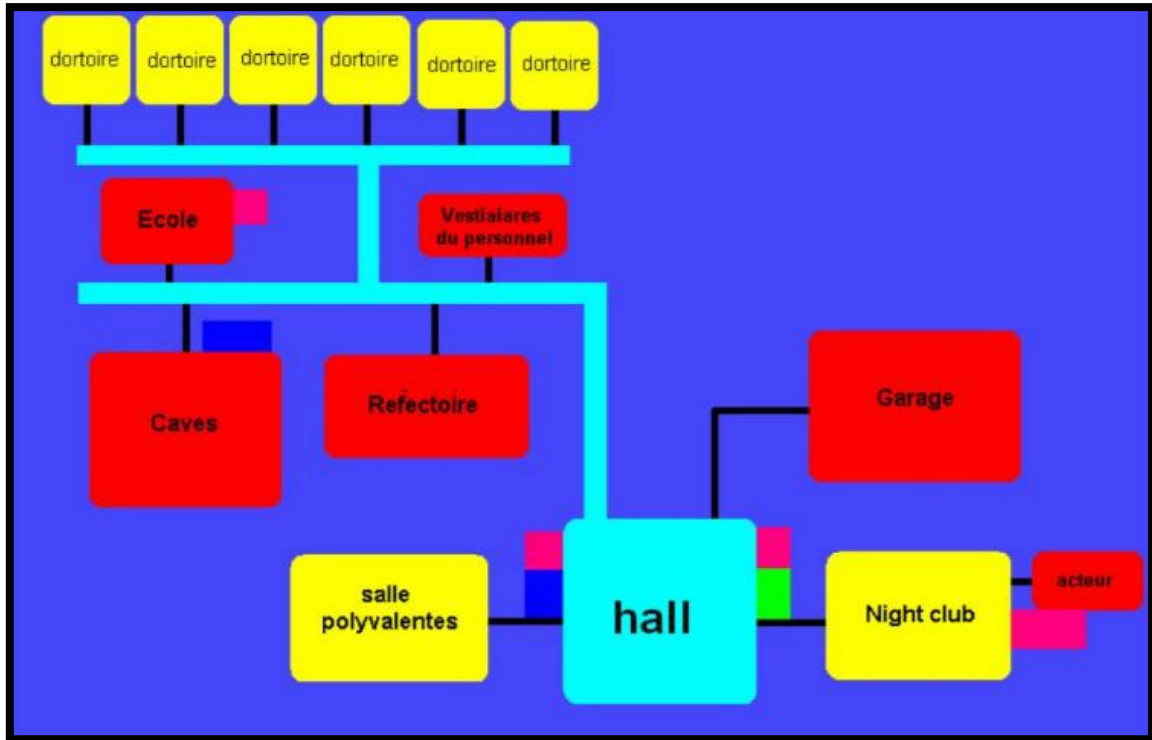 dortoire dortoire dortoire dortoire dortoire dortoire
Ecole
Vestiaiares
du personnel
Caves
Refectoire
Garage
salle
polyvalentes
hall
Night club
acteur